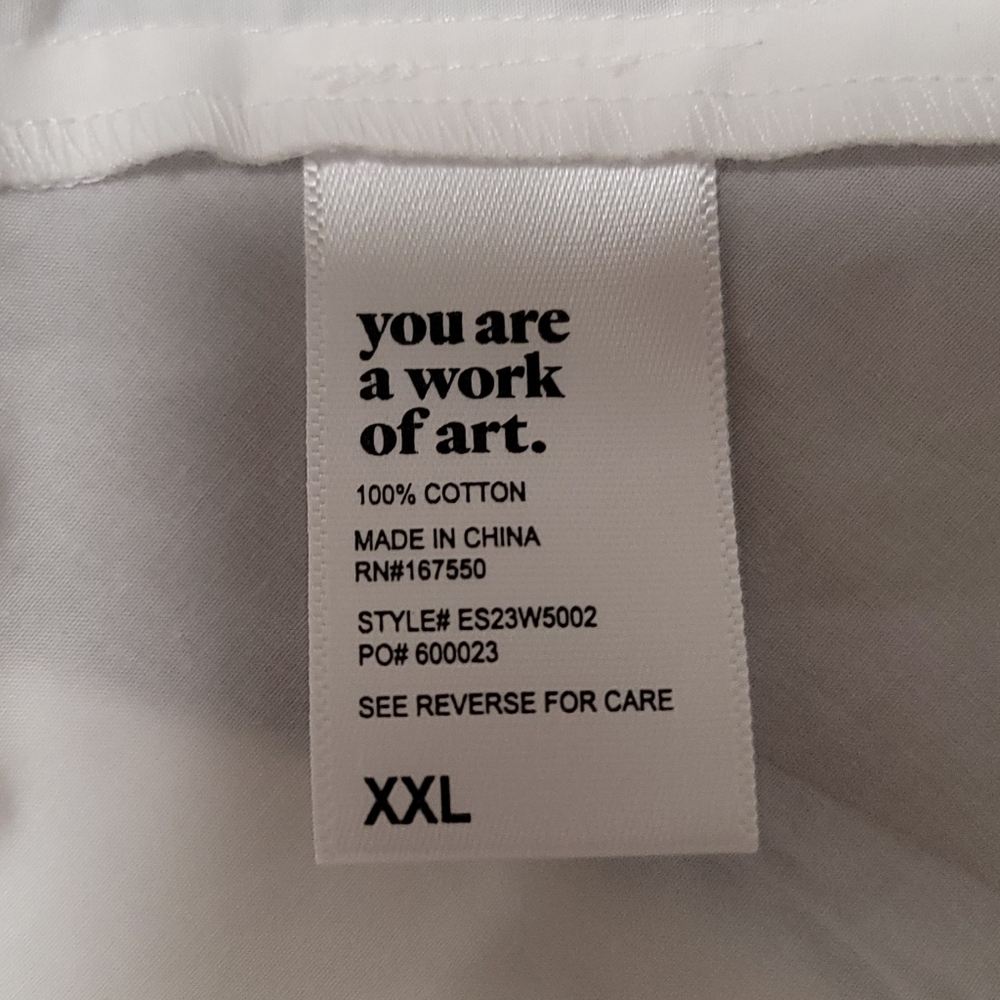 you are
a work
of art.
100% COTTON
MADE IN CHINA
RN#167550
STYLE# ES23W5002
PO# 600023
SEE REVERSE FOR CARE
XXL